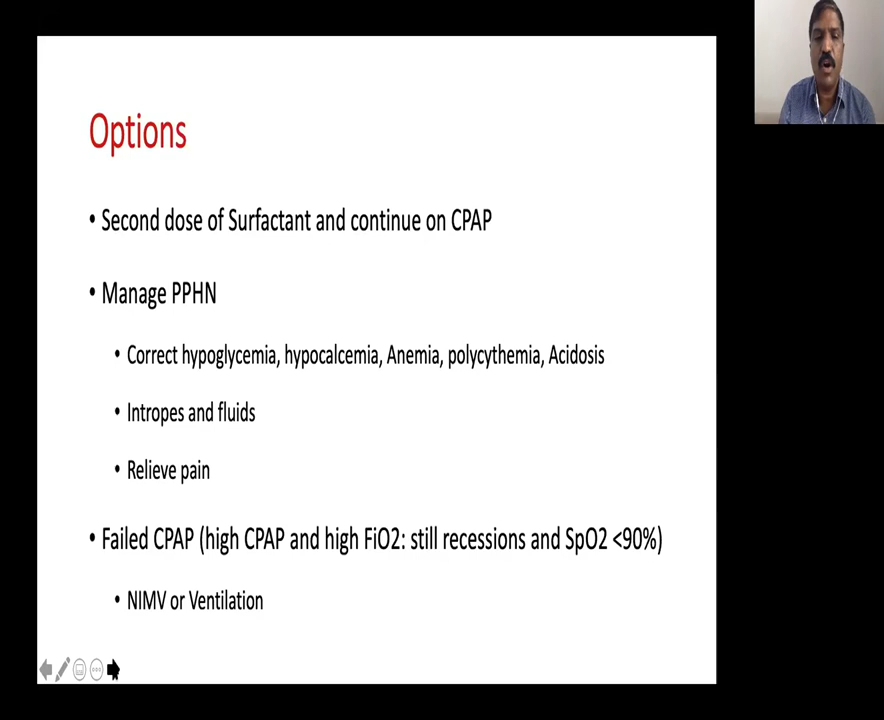 Options
• Second dose of Surfactant and continue on CPAP
• Manage PPHN
• Correct hypoglycemia, hypocalcemia, Anemia, polycythemia, Acidosis
• Intropes and fluids
• Relieve pain
• Failed CPAP (high CPAP and high FiO2: still recessions and SpO2 <90%)
• NIMV or Ventilation